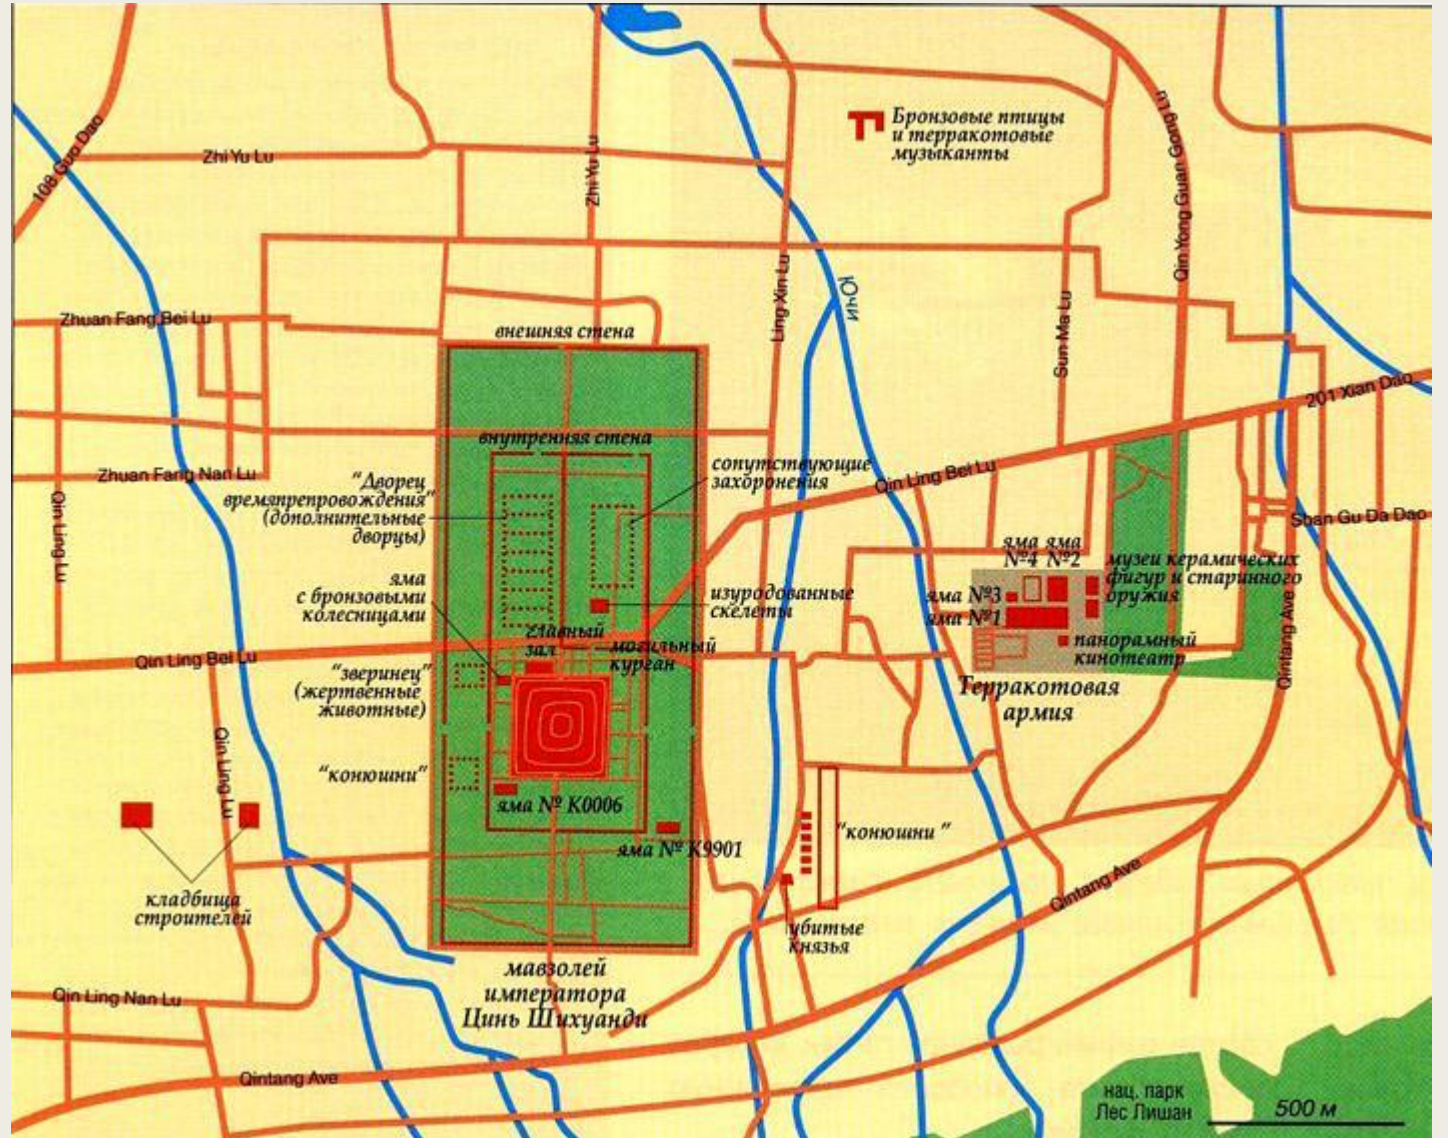 Бронзовые птицы
и терракотовые
музыканты
108 Guo Dao
Zhi Yu Lu
Zhi Yu Lu
Qin Yong Guan Gong Lu
Ling Xin Lu
Ючи
Sun Ma Lu
Zhuan Fang Bei Lu
внешняя стена
201 Xian Dao
внутренняя стена
Zhuan Fang Nan Lu
"Дворец
времяпрепровождения"
(дополнительные
дворцы)
сопутствующие
захоронения
Qin Ling Bei Lu
Qin Ling Lu
Shan Gu Da Dao
яма
№4
яма
№2
музеи керамических
фигур и старинного
оружия
яма
с бронзовыми
колесницами
изуродованные
скелеты
яма №3
яма №1
главный
зал
могильный
курган
панорамный
кинотеатр
Qintang Ave
Qin Ling Bei Lu
"зверинец"
(жертвенные
животные)
Терракотовая
армия
Qin Ling Lu
"конюшни"
яма № K0006
яма № K9901
"конюшни"
Qintang Ave
кладбища
строителей
убитые
князья
мавзолей
императора
Цинь Шихуанди
Qin Ling Nan Lu
Qintang Ave
нац. парк
Лес Лишан
500 м